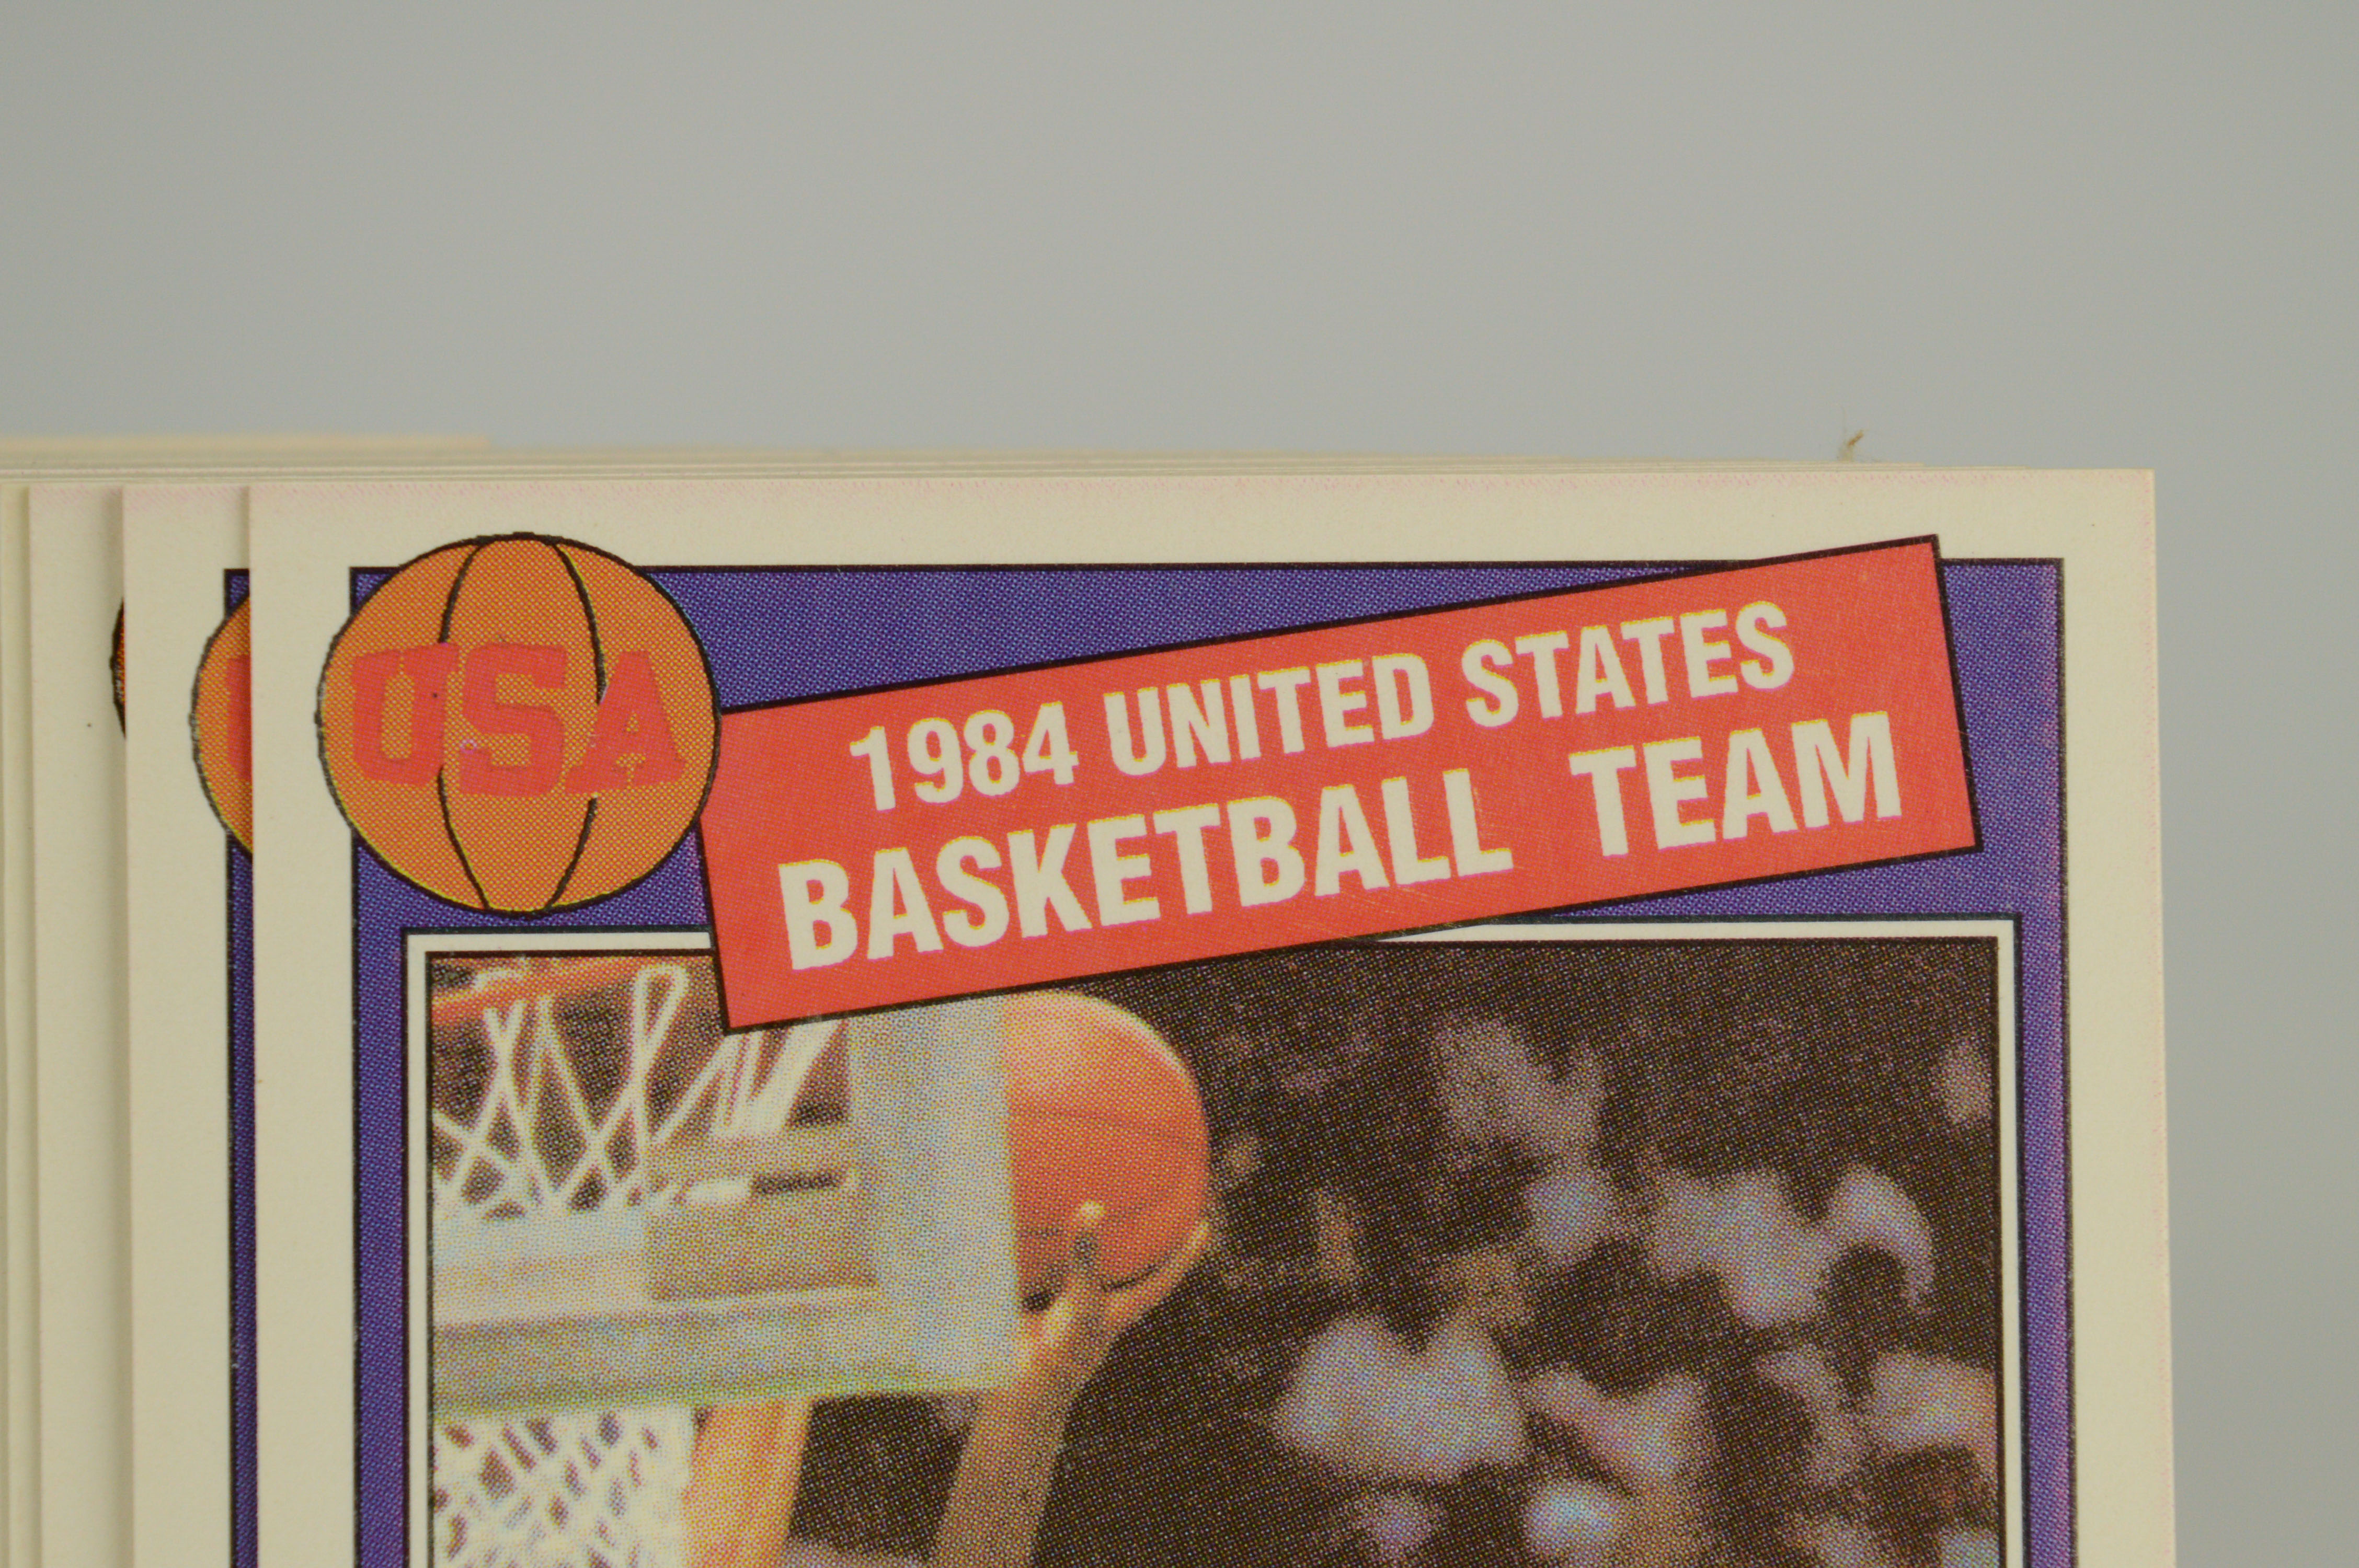 USA
1984 UNITED STATES
BASKETBALL TEAM